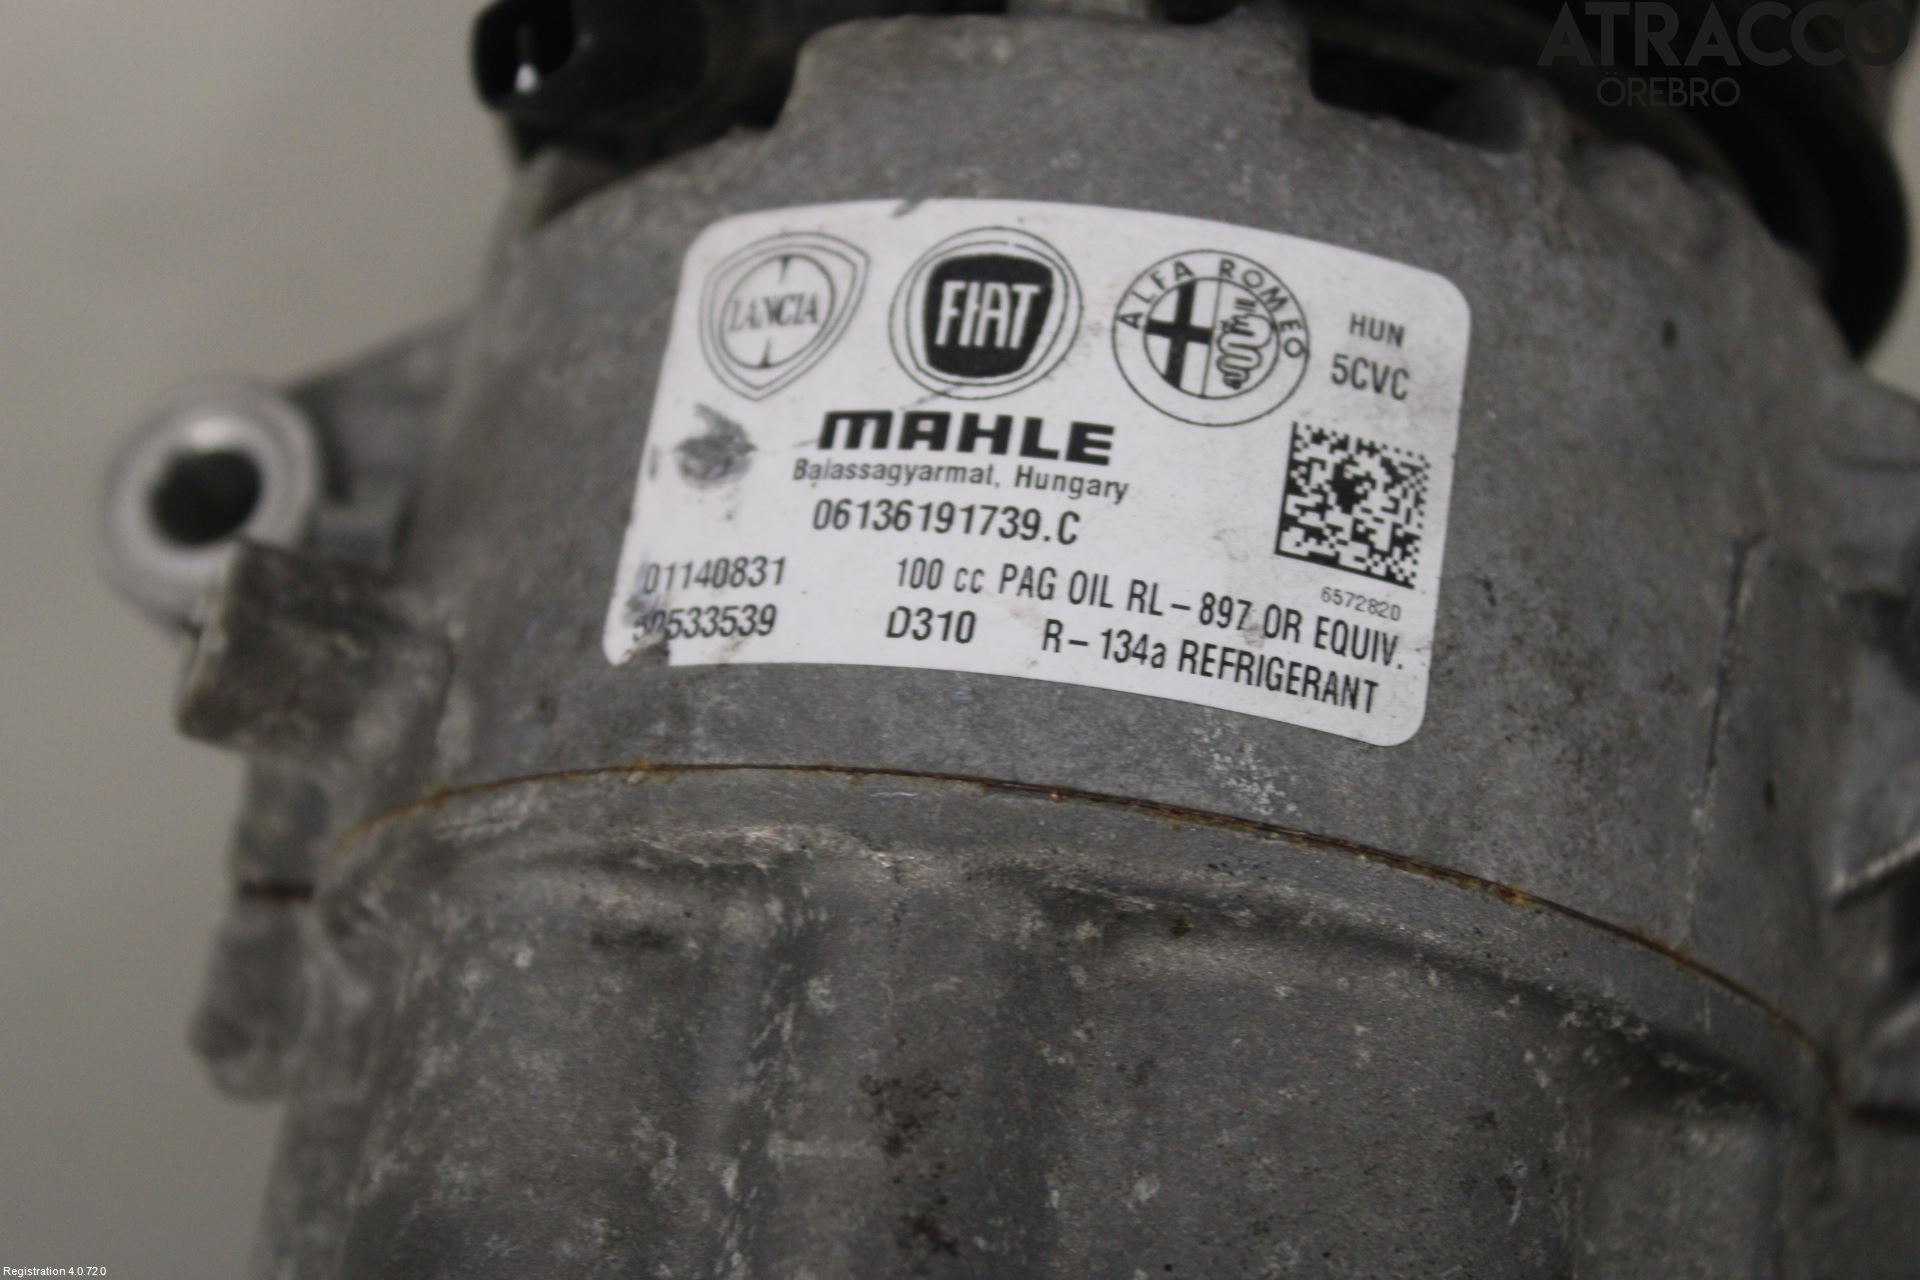 ATRACCO
ÖREBRO
LANCIA
FIAT
ALFA ROMEO
HUN
5CVC
MAHLE
Balassagyarmat, Hungary
06136191739.C
01140831
100 cc PAG OIL RL-897 OR EQUIV.
6572820
D310
R-134a REFRIGERANT
Registration 4.0.72.0